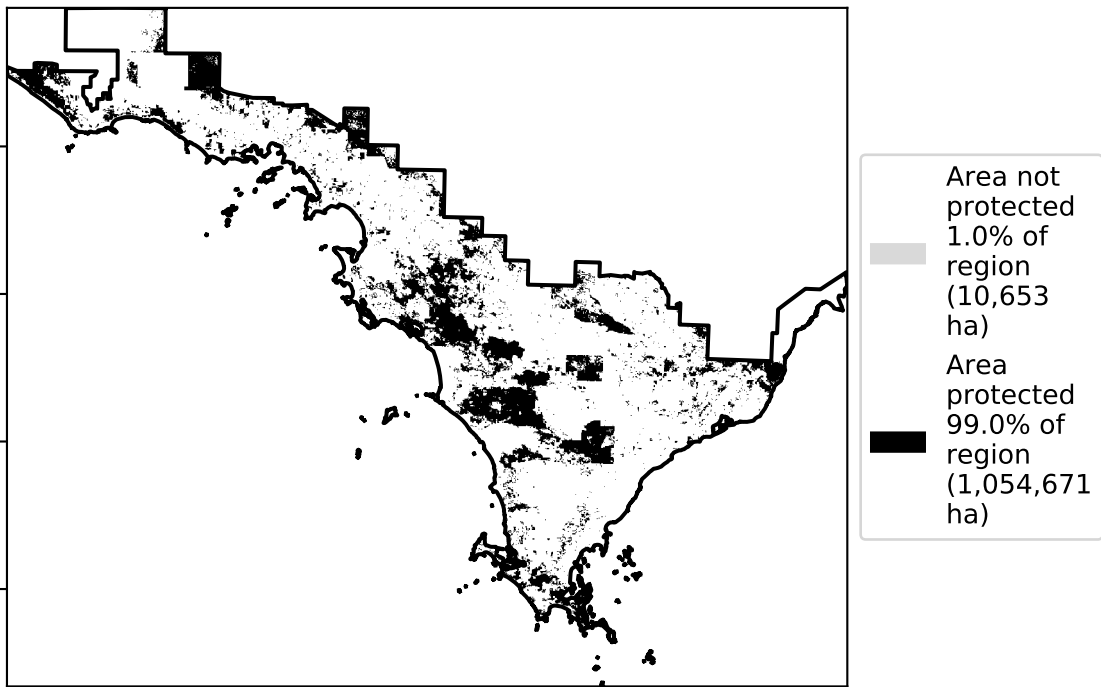 Area not
protected
1.0% of
region
(10,653
ha)
Area
protected
99.0% of
region
(1,054,671
ha)